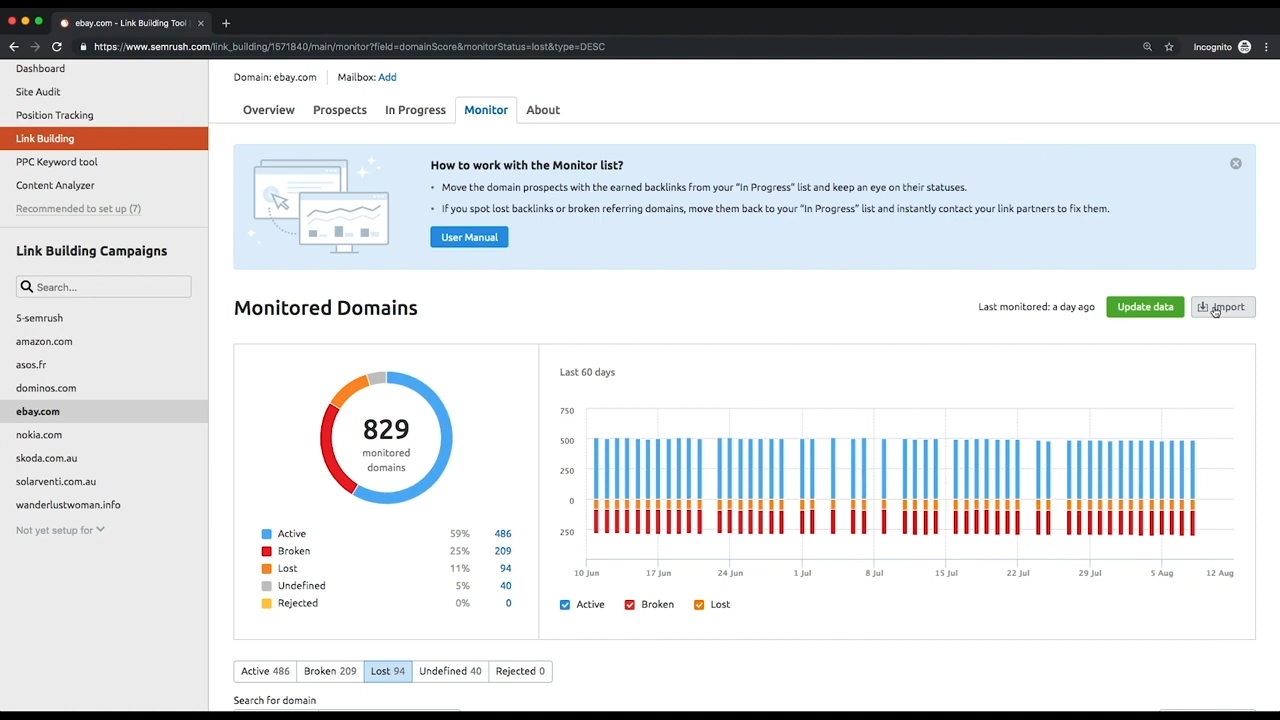 ebay.com - Link Building Tool
https://www.semrush.com/link_building/1571840/main/monitor?field=domainScore&monitorStatus=lost&type=DESC
Incognito
Dashboard
Site Audit
Position Tracking
Link Building
PPC Keyword tool
Content Analyzer
Recommended to set up (7)
Link Building Campaigns
Search...
5-semrush
amazon.com
asos.fr
dominos.com
ebay.com
nokia.com
skoda.com.au
solarventi.com.au
wanderlustwoman.info
Not yet setup for
Domain: ebay.com Mailbox: Add
Overview Prospects In Progress Monitor About
How to work with the Monitor list?
• Move the domain prospects with the earned backlinks from your “In Progress” list and keep an eye on their statuses.
• If you spot lost backlinks or broken referring domains, move them back to your “In Progress” list and instantly contact your link partners to fix them.
User Manual
Monitored Domains
Last monitored: a day ago Update data Import
829
monitored
domains
Active 59% 486
Broken 25% 209
Lost 11% 94
Undefined 5% 40
Rejected 0% 0
Last 60 days
750
500
250
0
250
10 Jun 17 Jun 24 Jun 1 Jul 8 Jul 15 Jul 22 Jul 29 Jul 5 Aug 12 Aug
Active Broken Lost
Active 486 Broken 209 Lost 94 Undefined 40 Rejected 0
Search for domain